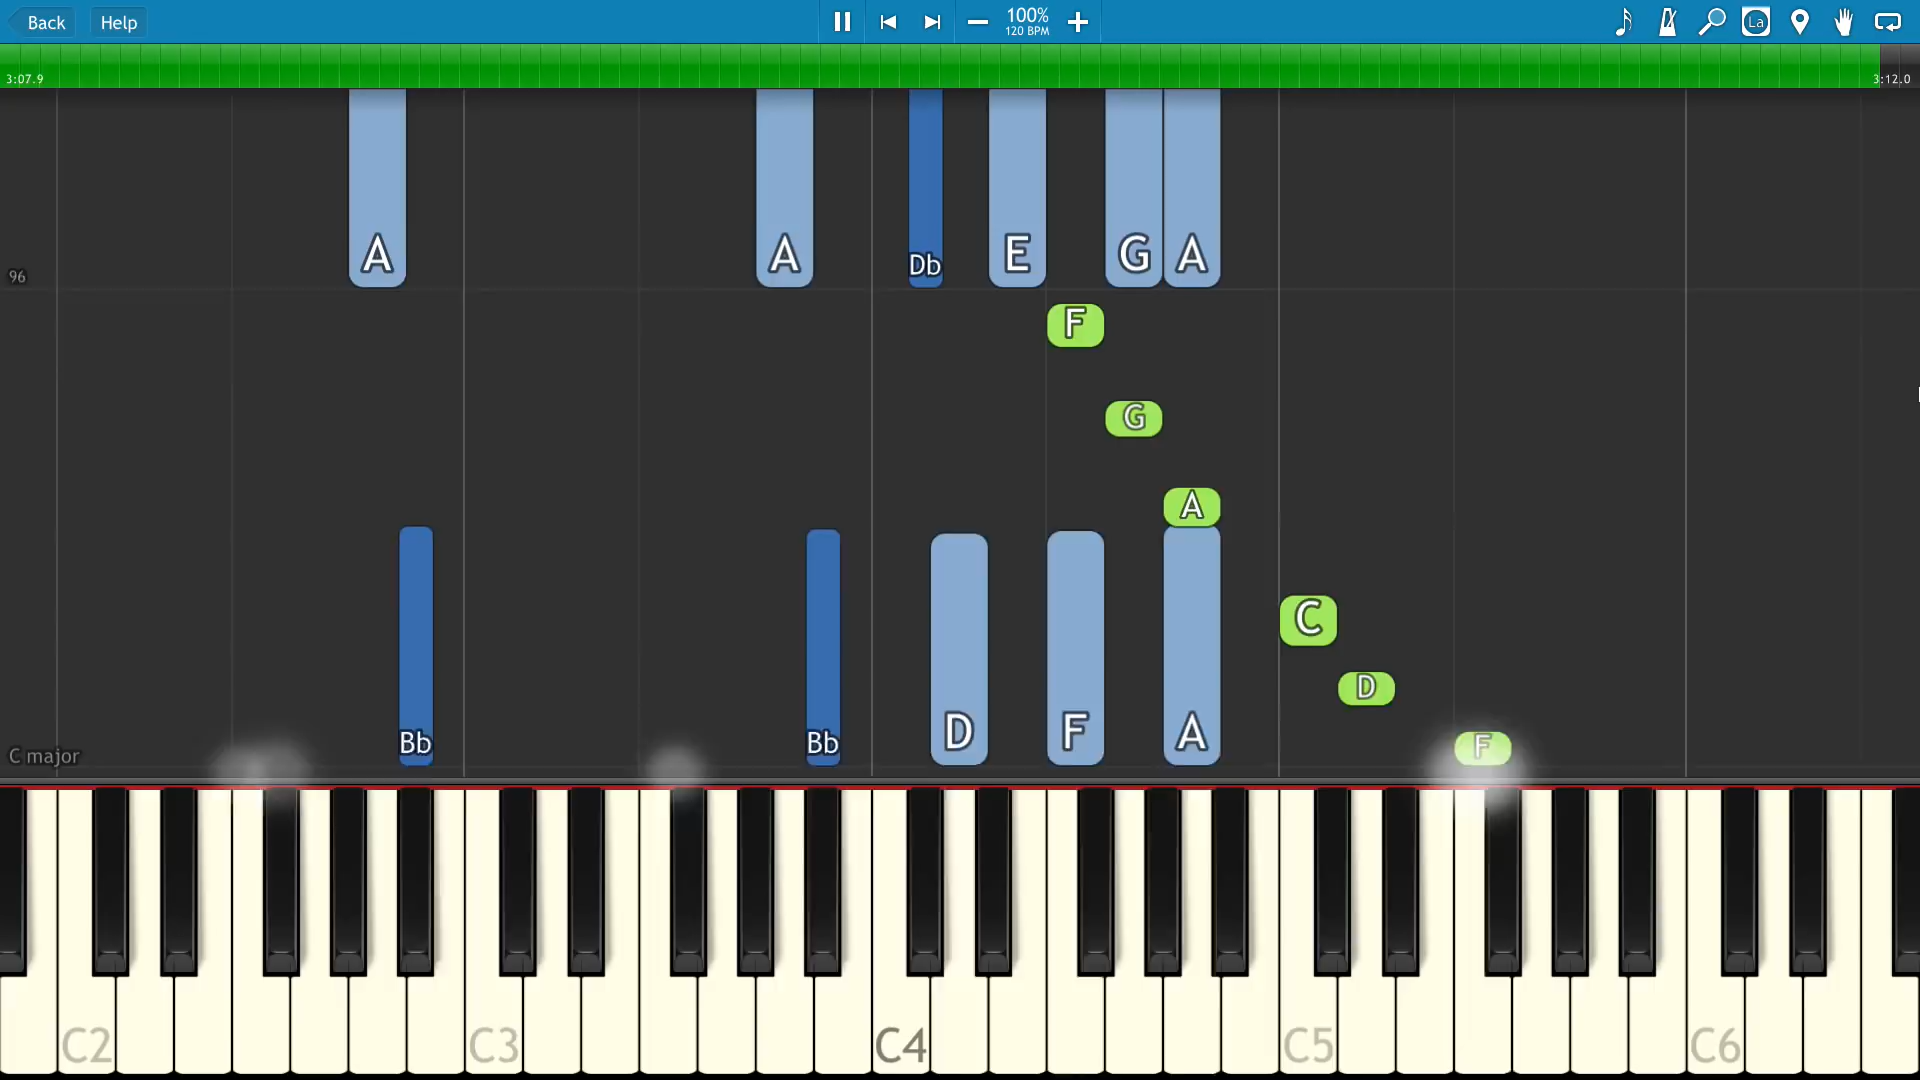 Back Help 100% La
120 BPM
3:07.9 3:12.0
A A Db E G A
96
F
G
A
C
D
Bb Bb D F A F
C major
C2 C3 C4 C5 C6